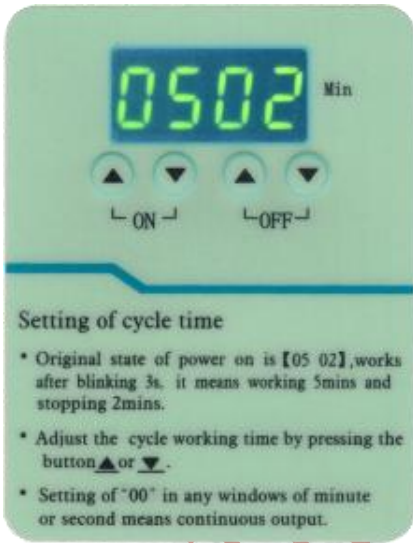 0502 Min
▲ ▼ ▲ ▼
ON OFF
Setting of cycle time
• Original state of power on is【05 02】,works
after blinking 3s, it means working 5mins and
stopping 2mins.
• Adjust the cycle working time by pressing the
button ▲ or ▼ .
• Setting of "00" in any windows of minute
or second means continuous output.